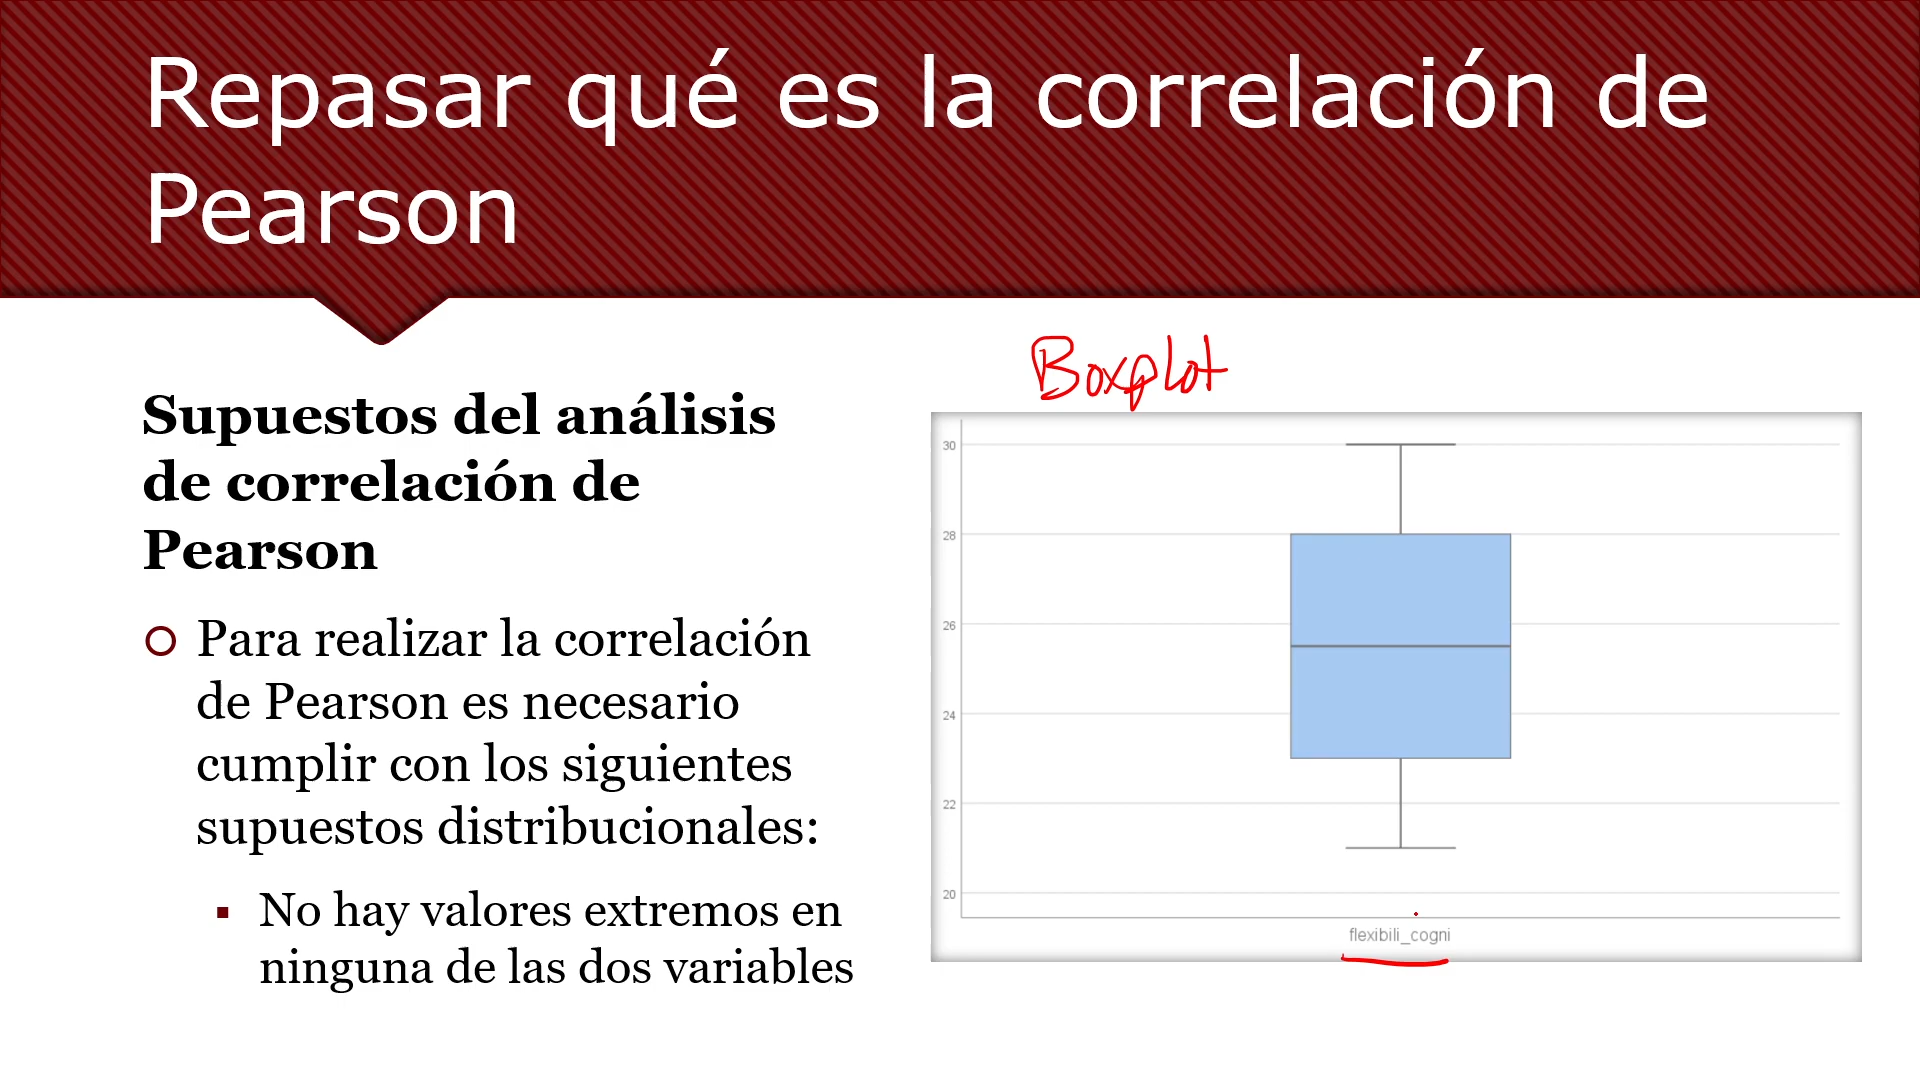 Repasar qué es la correlación de
Pearson
Supuestos del análisis
de correlación de
Pearson
Para realizar la correlación
de Pearson es necesario
cumplir con los siguientes
supuestos distribucionales:
No hay valores extremos en
ninguna de las dos variables
Boxplot
30
28
26
24
22
20
flexibili_cogni